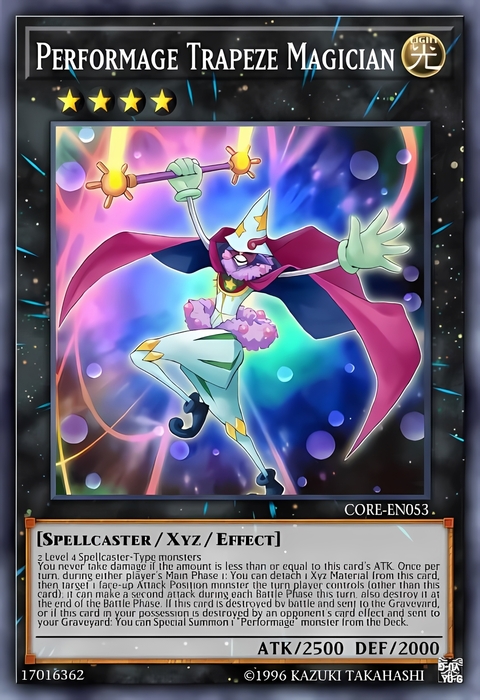 PERFORMAGE TRAPEZE MAGICIAN
LIGHT
光
CORE-EN053
[SPELLCASTER / XYZ / EFFECT]
2 Level 4 Spellcaster-Type monsters
You never take damage if the amount is less than or equal to this card's ATK. Once per
turn, during either player's Main Phase 1: You can detach 1 Xyz Material from this card,
then target 1 face-up Attack Position monster the turn player controls (other than this
card); it can make a second attack during each Battle Phase this turn, also destroy it at
the end of the Battle Phase. If this card is destroyed by battle and sent to the Graveyard,
or if this card in your possession is destroyed by an opponent's card effect and sent to
your Graveyard: You can Special Summon 1 "Performage" monster from the Deck.
ATK/2500 DEF/2000
17016362
©1996 KAZUKI TAKAHASHI